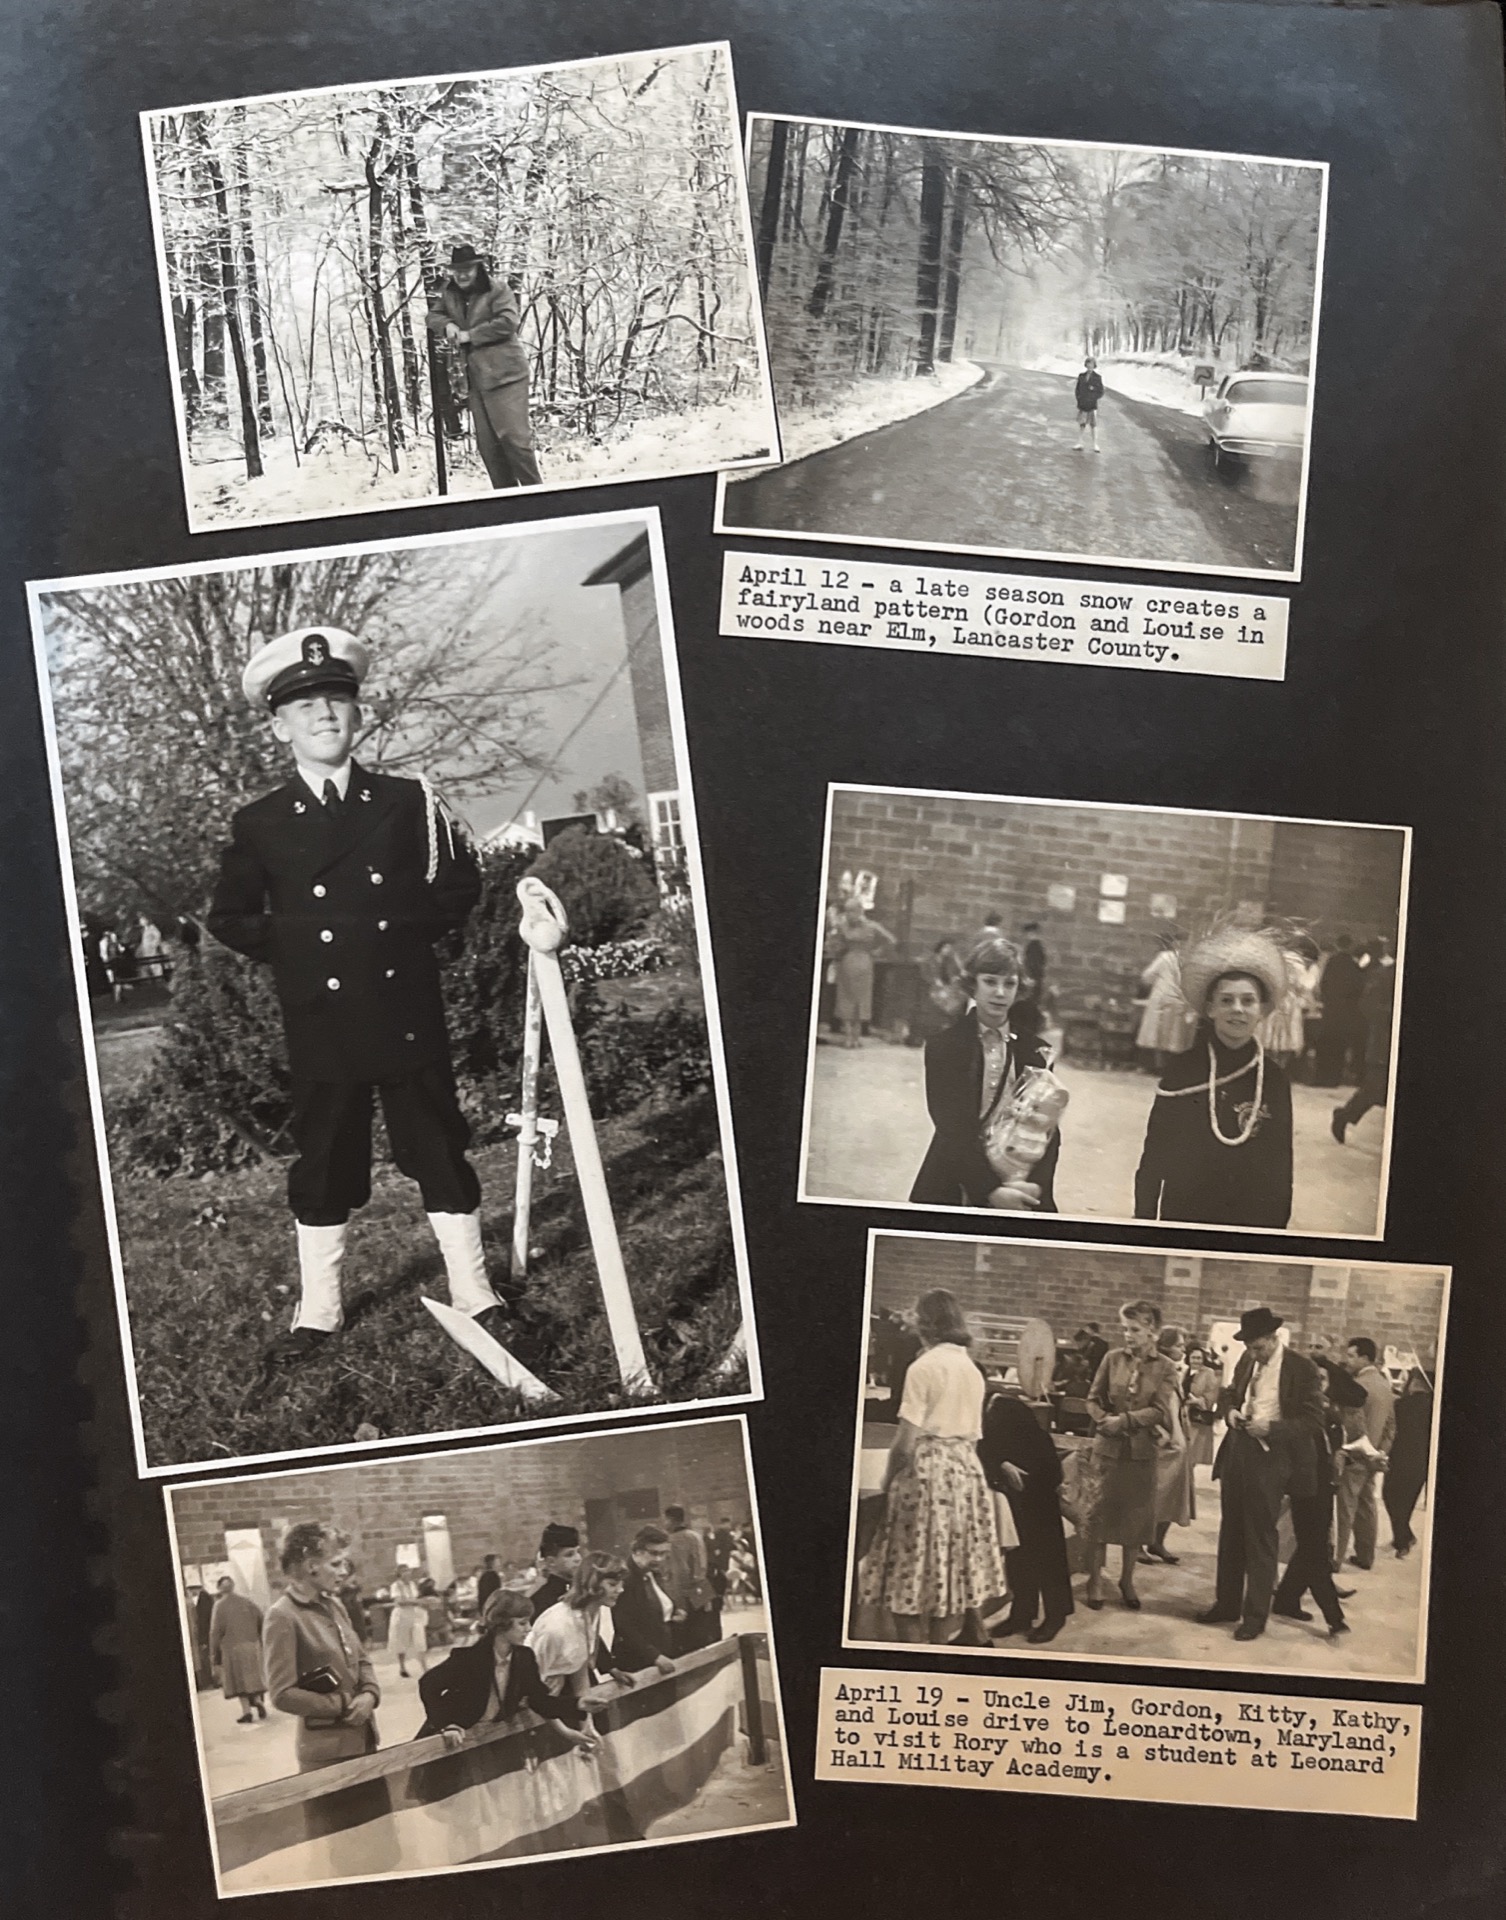 April 12 - a late season snow creates a
fairyland pattern (Gordon and Louise in
woods near Elm, Lancaster County.
April 19 - Uncle Jim, Gordon, Kitty, Kathy,
and Louise drive to Leonardtown, Maryland,
to visit Rory who is a student at Leonard
Hall Militay Academy.